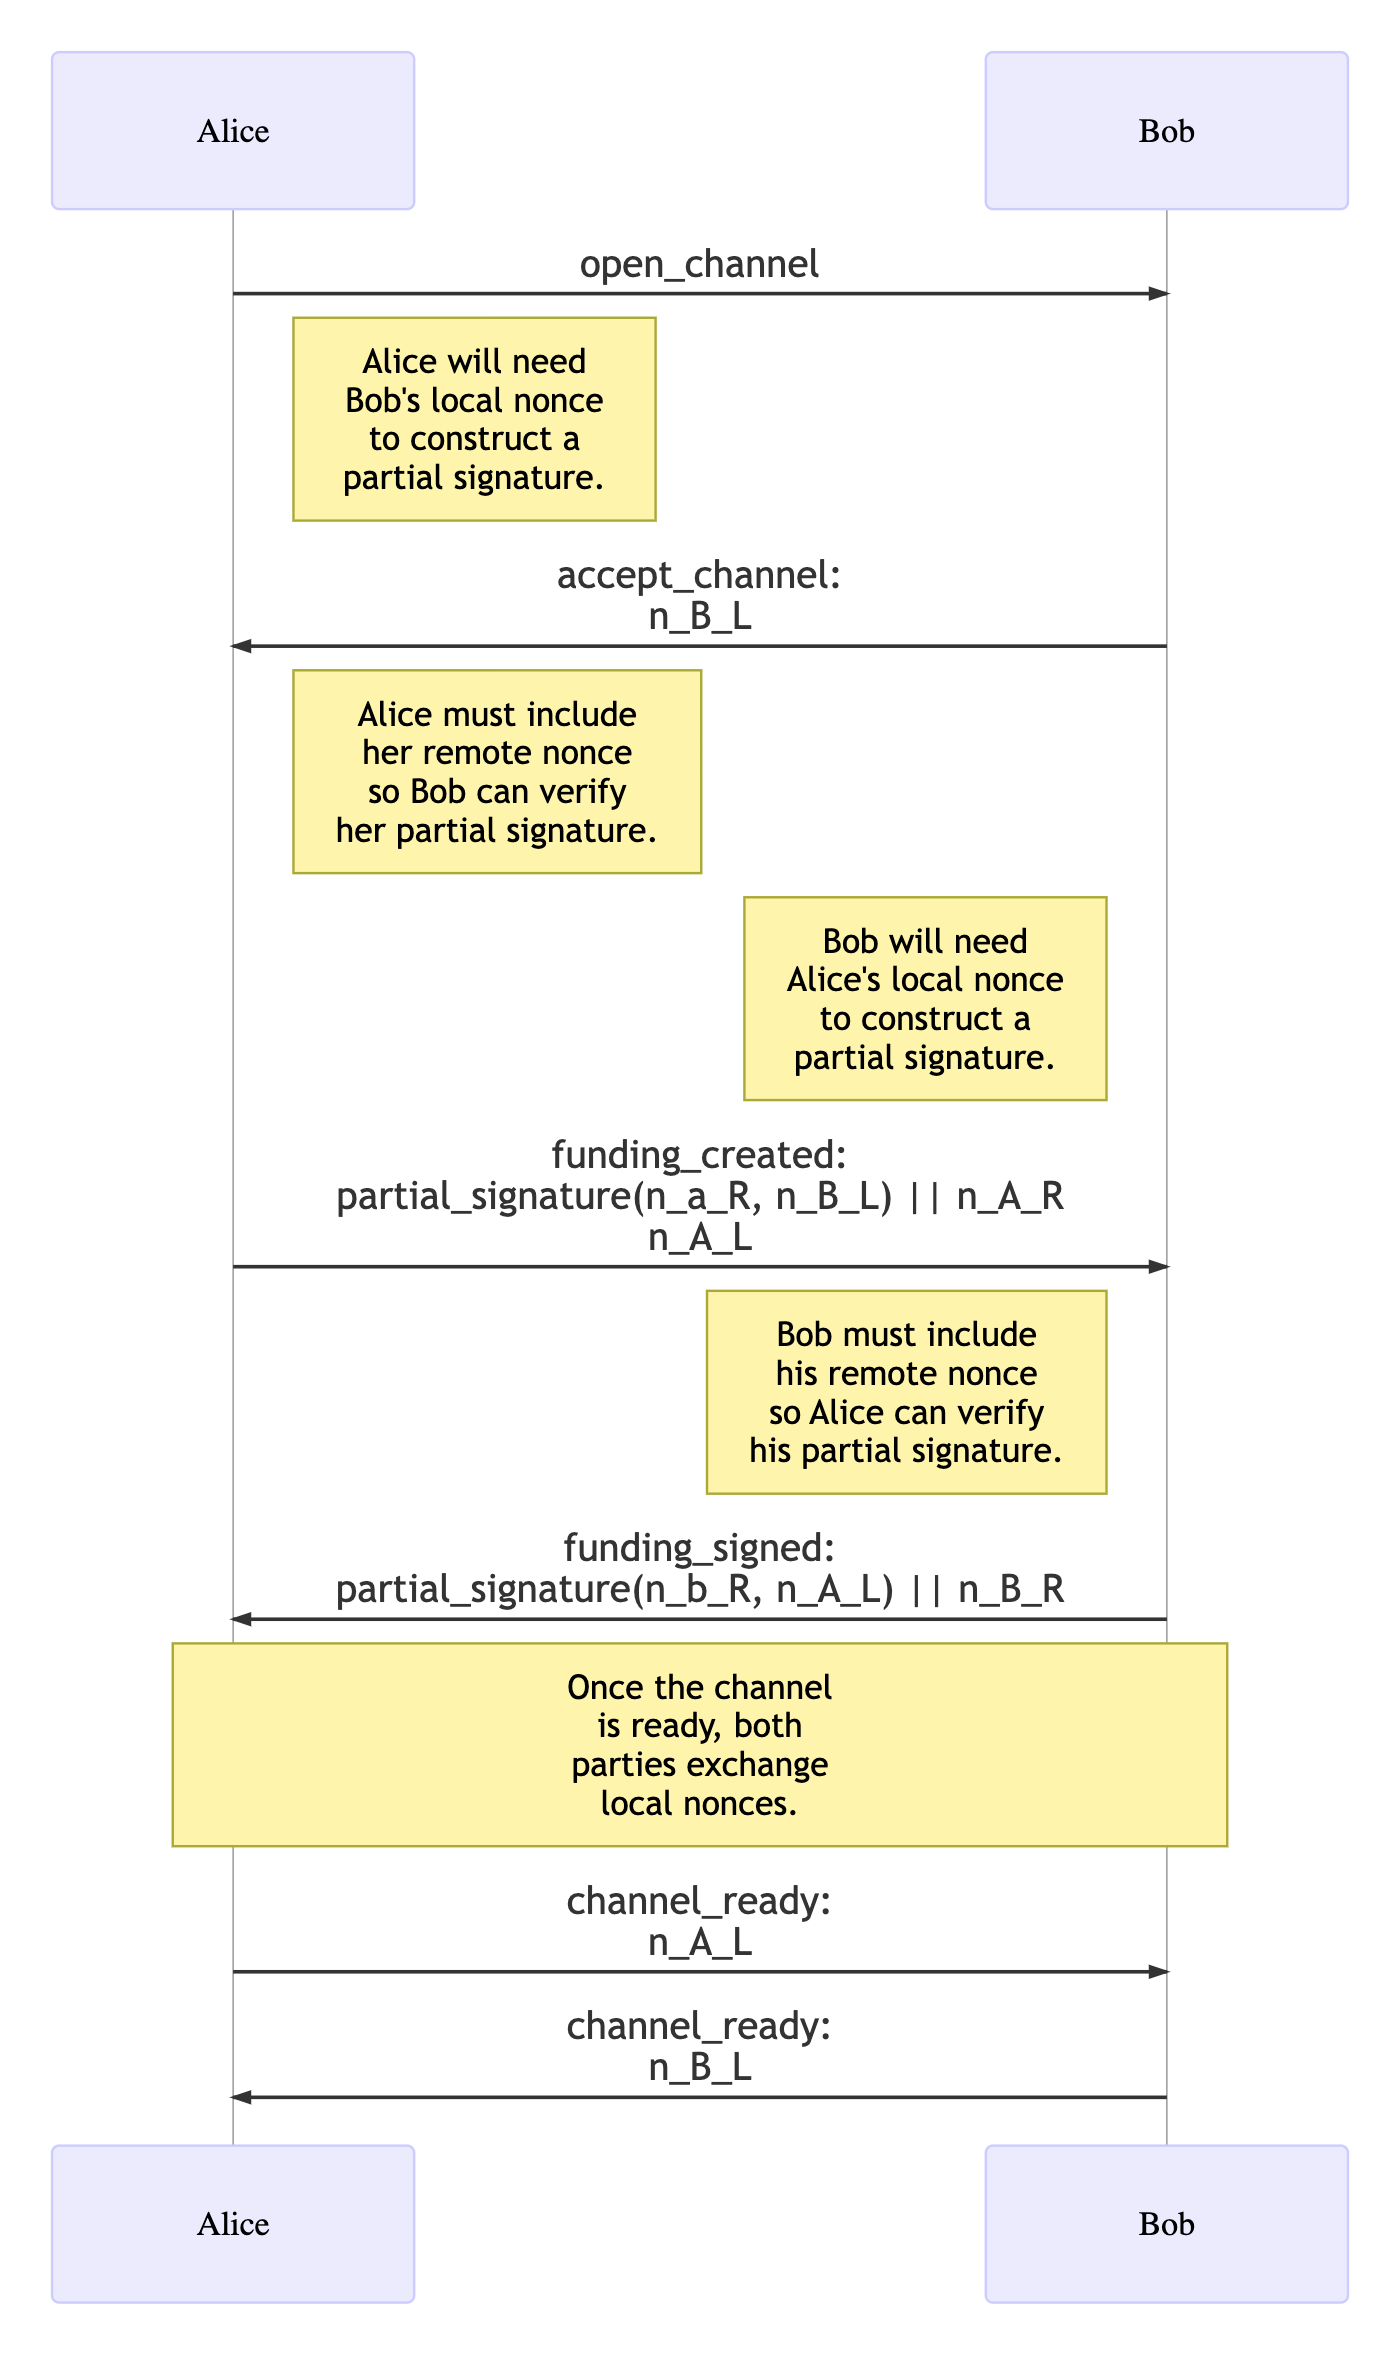 Alice
Bob
open_channel
Alice will need
Bob's local nonce
to construct a
partial signature.
accept_channel:
n_B_L
Alice must include
her remote nonce
so Bob can verify
her partial signature.
Bob will need
Alice's local nonce
to construct a
partial signature.
funding_created:
partial_signature(n_a_R, n_B_L) || n_A_R
n_A_L
Bob must include
his remote nonce
so Alice can verify
his partial signature.
funding_signed:
partial_signature(n_b_R, n_A_L) || n_B_R
Once the channel
is ready, both
parties exchange
local nonces.
channel_ready:
n_A_L
channel_ready:
n_B_L
Alice
Bob